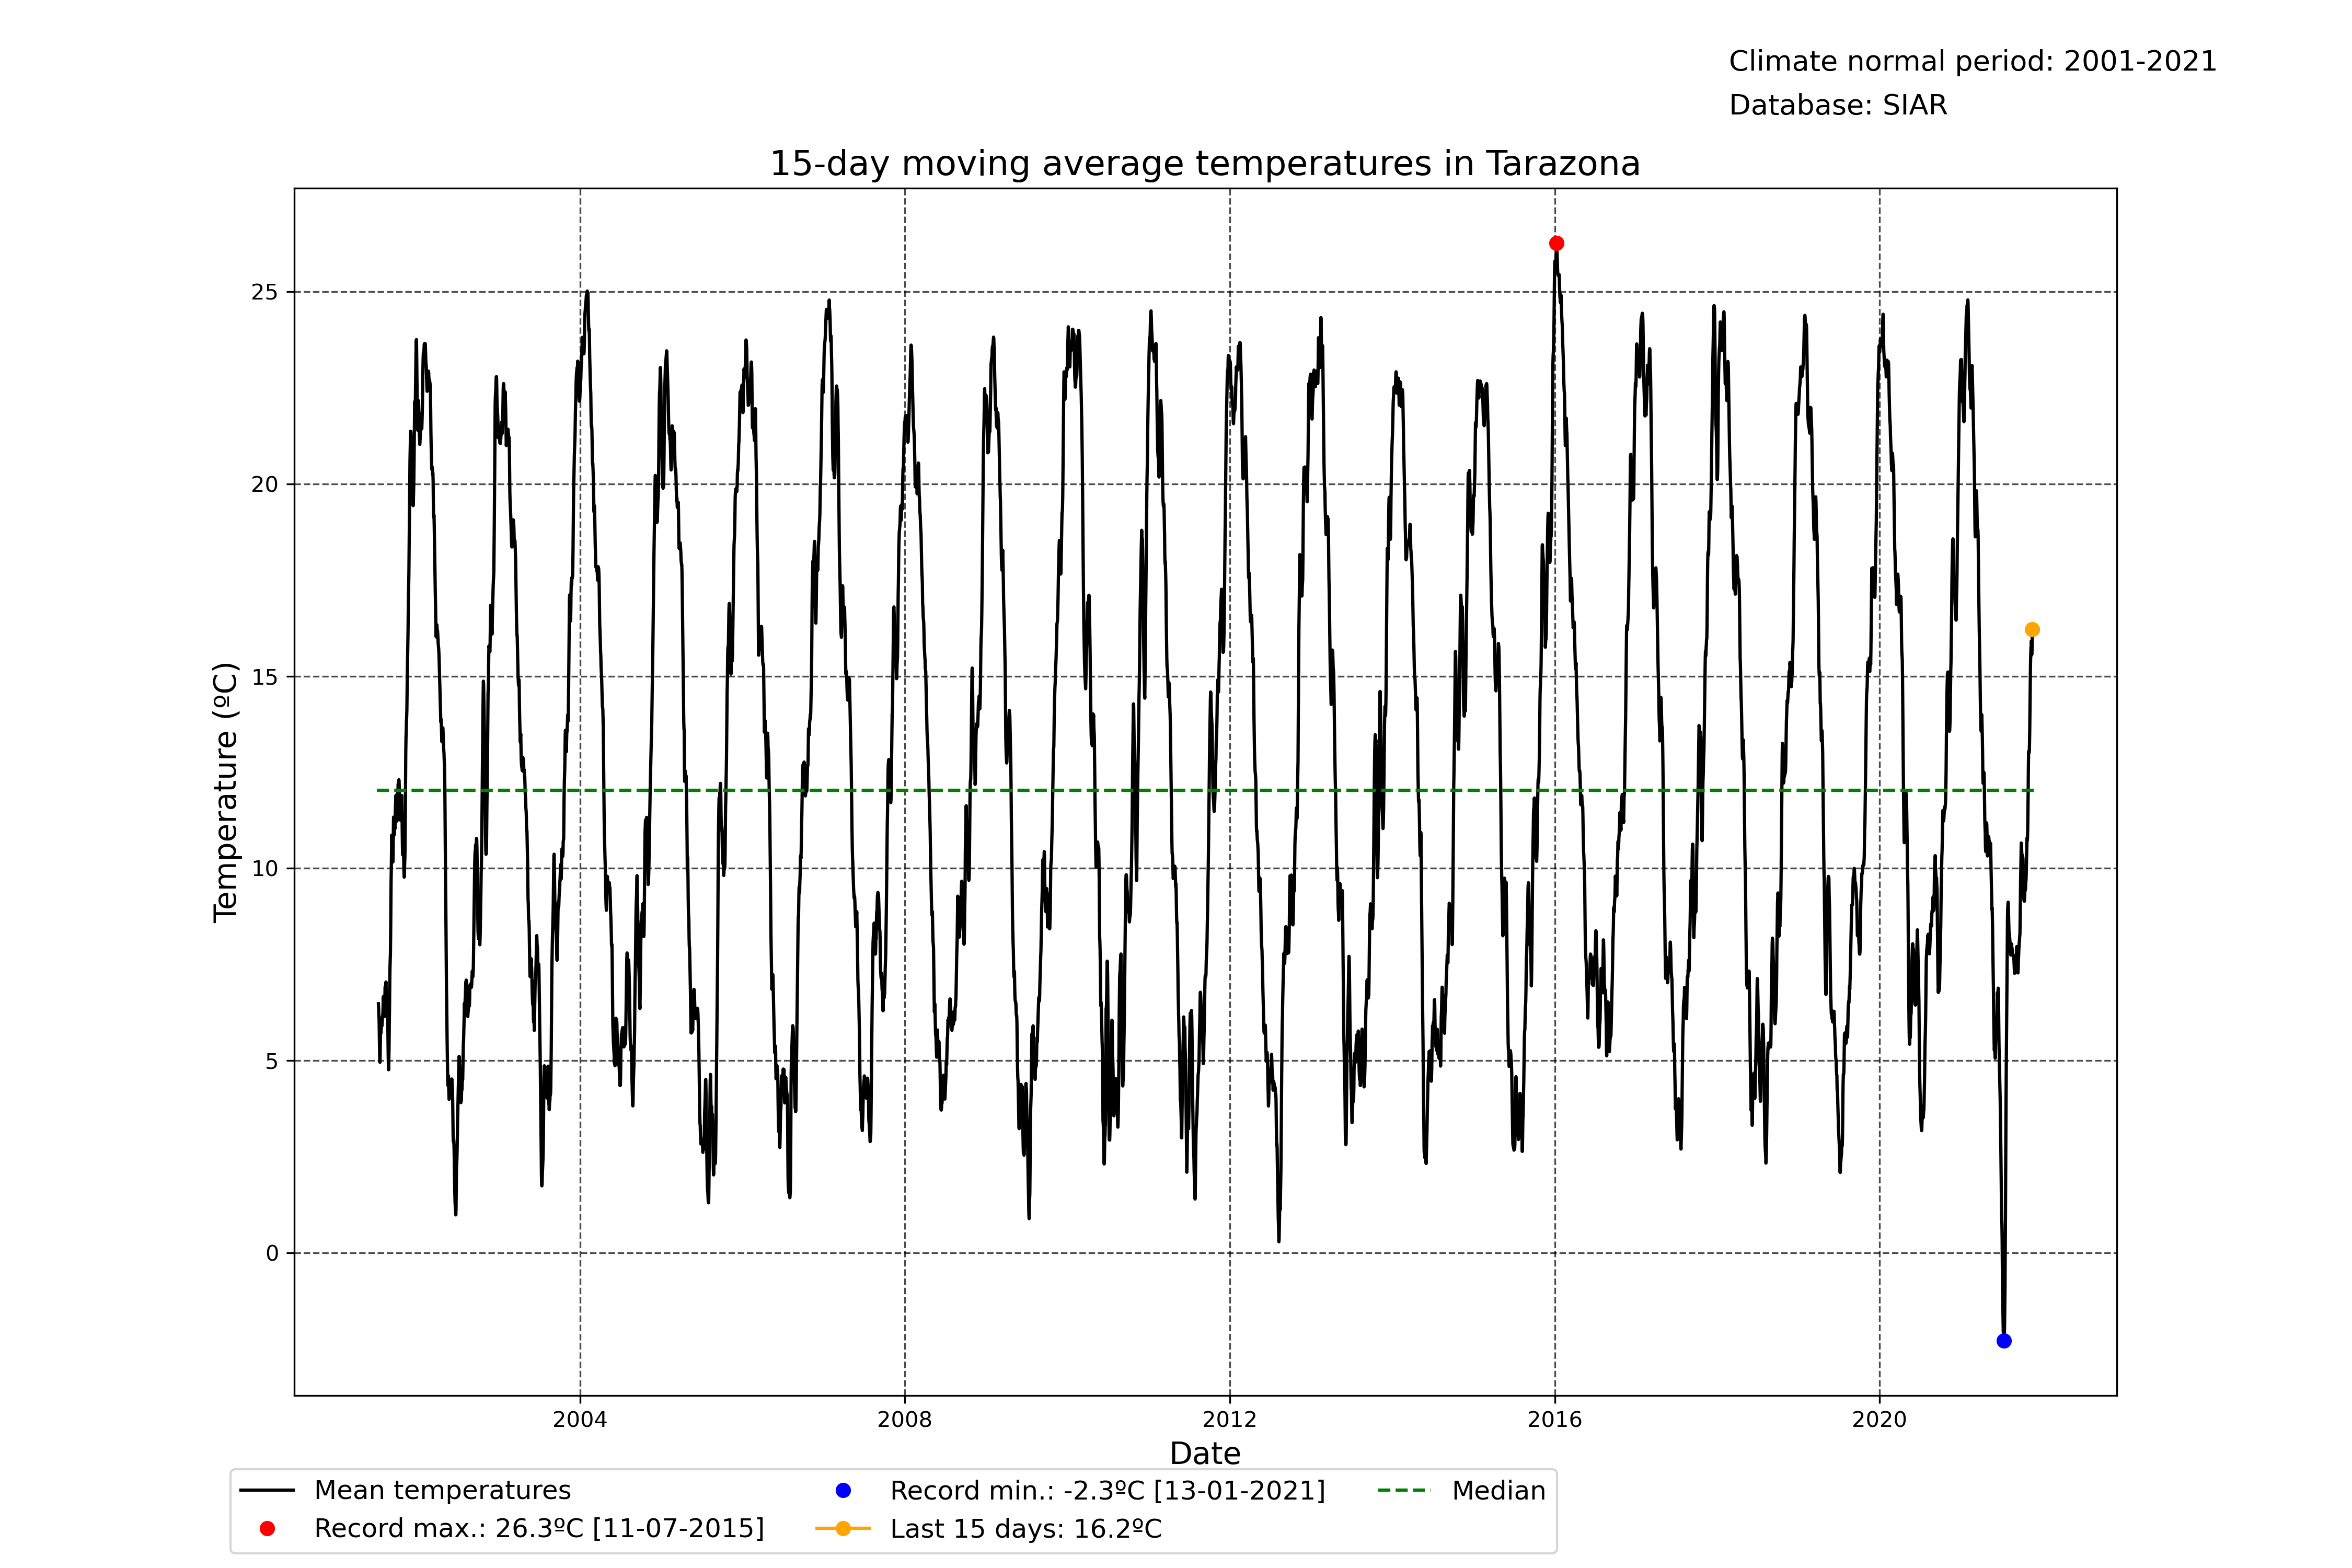 Climate normal period: 2001-2021
Database: SIAR
15-day moving average temperatures in Tarazona
Temperature (ºC)
25
20
15
10
5
0
2004
2008
2012
2016
2020
Date
Mean temperatures
Record max.: 26.3ºC [11-07-2015]
Record min.: -2.3ºC [13-01-2021]
Last 15 days: 16.2ºC
Median